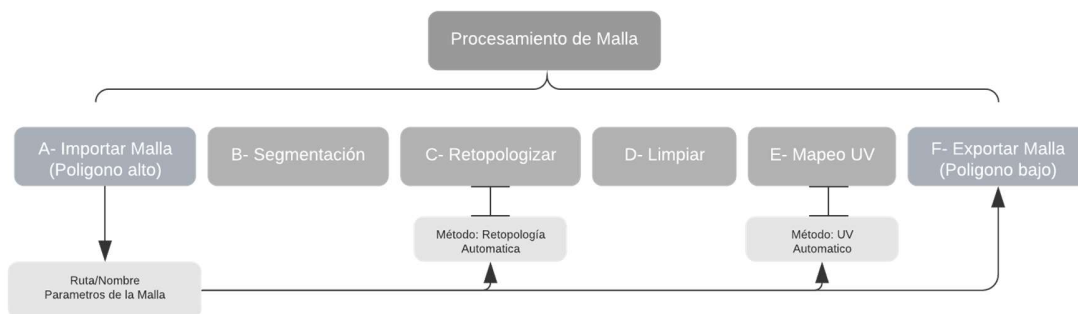 Procesamiento de Malla
A- Importar Malla
(Poligono alto)
B- Segmentación
C- Retopologizar
D- Limpiar
E- Mapeo UV
F- Exportar Malla
(Poligono bajo)
Método: Retopología
Automatica
Método: UV
Automatico
Ruta/Nombre
Parametros de la Malla